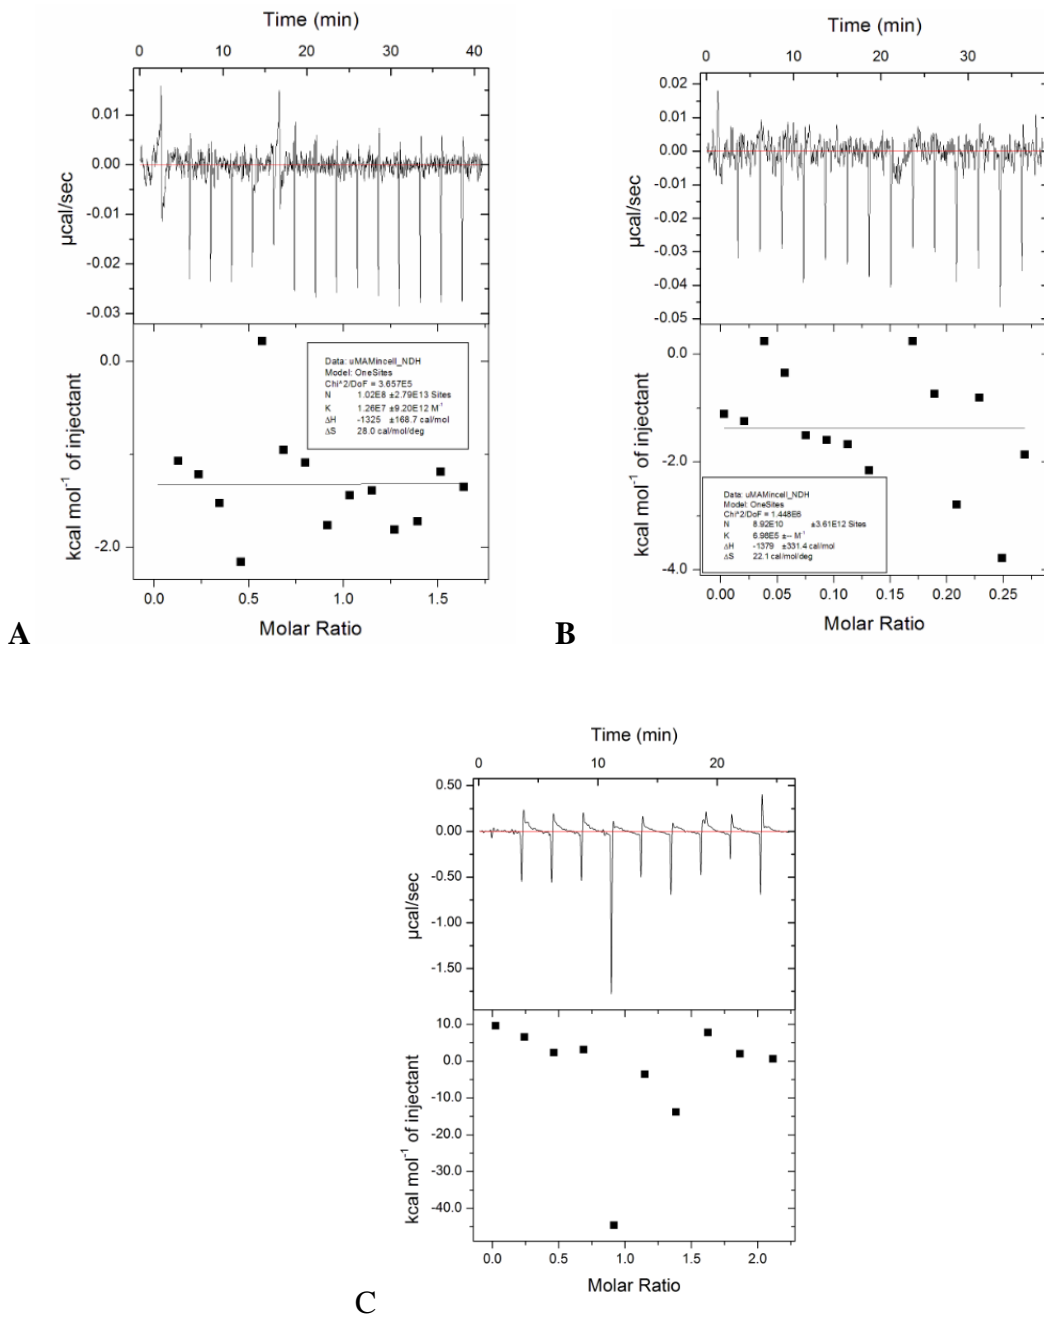 Time (min)
0 10 20 30 40
0.01
0.00
-0.01
-0.02
-0.03
µcal/sec
0.0
-2.0
kcal mol⁻¹ of injectant
Data: uMAMincell_NDH
Model: OneSites
Chi^2/DoF = 3.657E5
N 1.02E8 ±2.79E13 Sites
K 1.26E7 ±9.20E12 M⁻¹
ΔH -1325 ±168.7 cal/mol
ΔS 28.0 cal/mol/deg
0.0 0.5 1.0 1.5
Molar Ratio
A
Time (min)
0 10 20 30
0.02
0.01
0.00
-0.01
-0.02
-0.03
-0.04
-0.05
µcal/sec
0.0
-2.0
-4.0
kcal mol⁻¹ of injectant
Data: uMAMincell_NDH
Model: OneSites
Chi^2/DoF = 1.448E6
N 8.92E10 ±3.61E12 Sites
K 6.98E5 ±-- M⁻¹
ΔH -1379 ±331.4 cal/mol
ΔS 22.1 cal/mol/deg
0.00 0.05 0.10 0.15 0.20 0.25
Molar Ratio
B
Time (min)
0 10 20
0.50
0.00
-0.50
-1.00
-1.50
µcal/sec
10.0
0.0
-10.0
-20.0
-30.0
-40.0
kcal mol⁻¹ of injectant
0.0 0.5 1.0 1.5 2.0
Molar Ratio
C